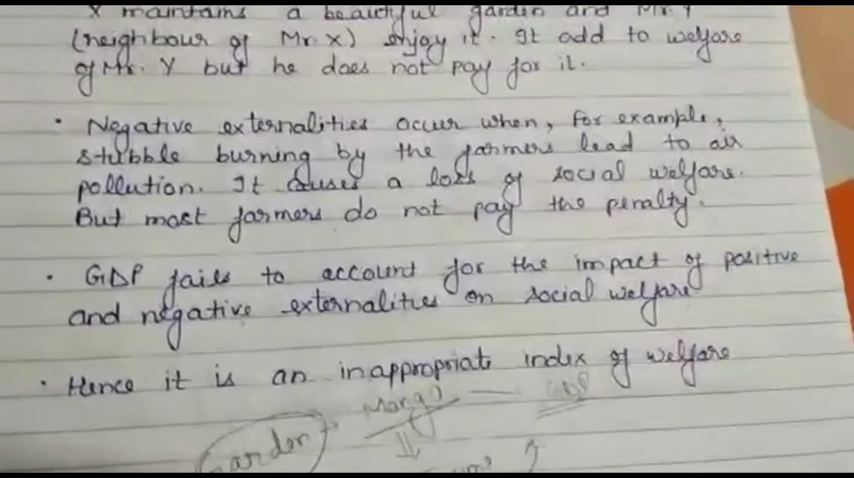 X maintains a beautiful garden and Mr. Y
(neighbour of Mr. X) enjoy it. It add to welfare
of Mr. Y but he does not pay for it.
• Negative externalities occur when, for example,
stubble burning by the farmers lead to air
pollution. It causes a loss of social welfare.
But most farmers do not pay the penalty.
• GDP fails to account for the impact of positive
and negative externalities on social welfare
• Hence it is an inappropriate index of welfare
Mango — GDP
Garden